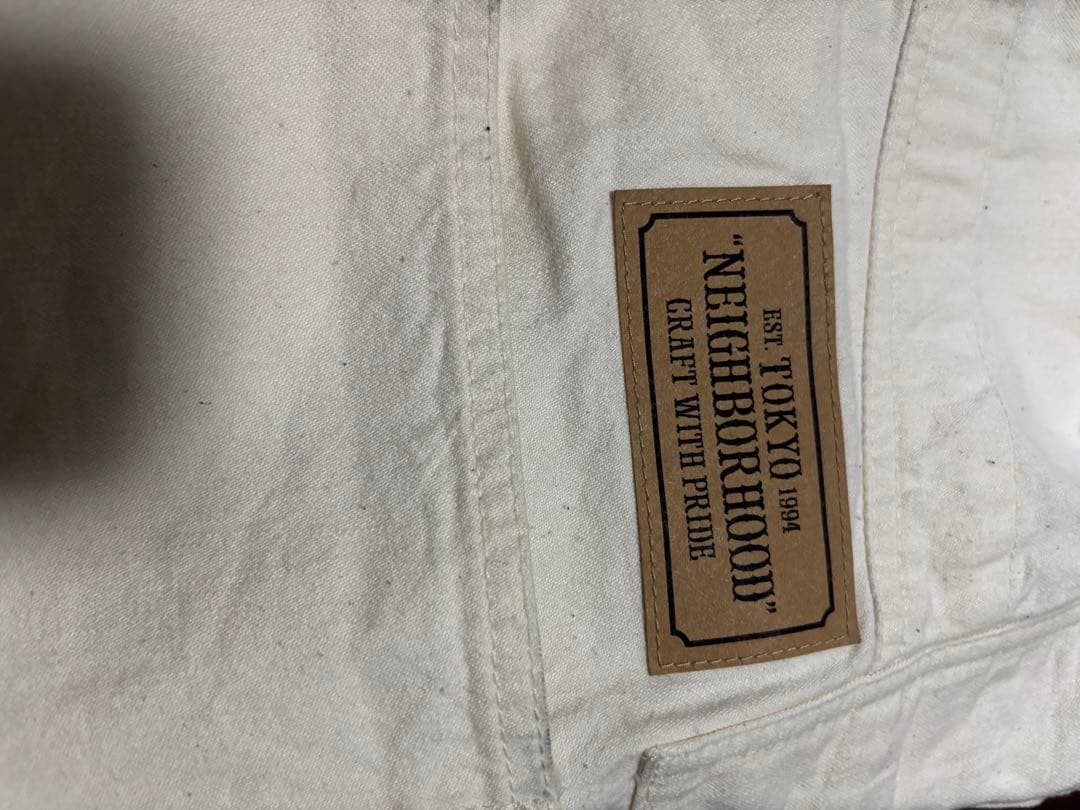 EST. TOKYO 1994
"NEIGHBORHOOD"
CRAFT WITH PRIDE